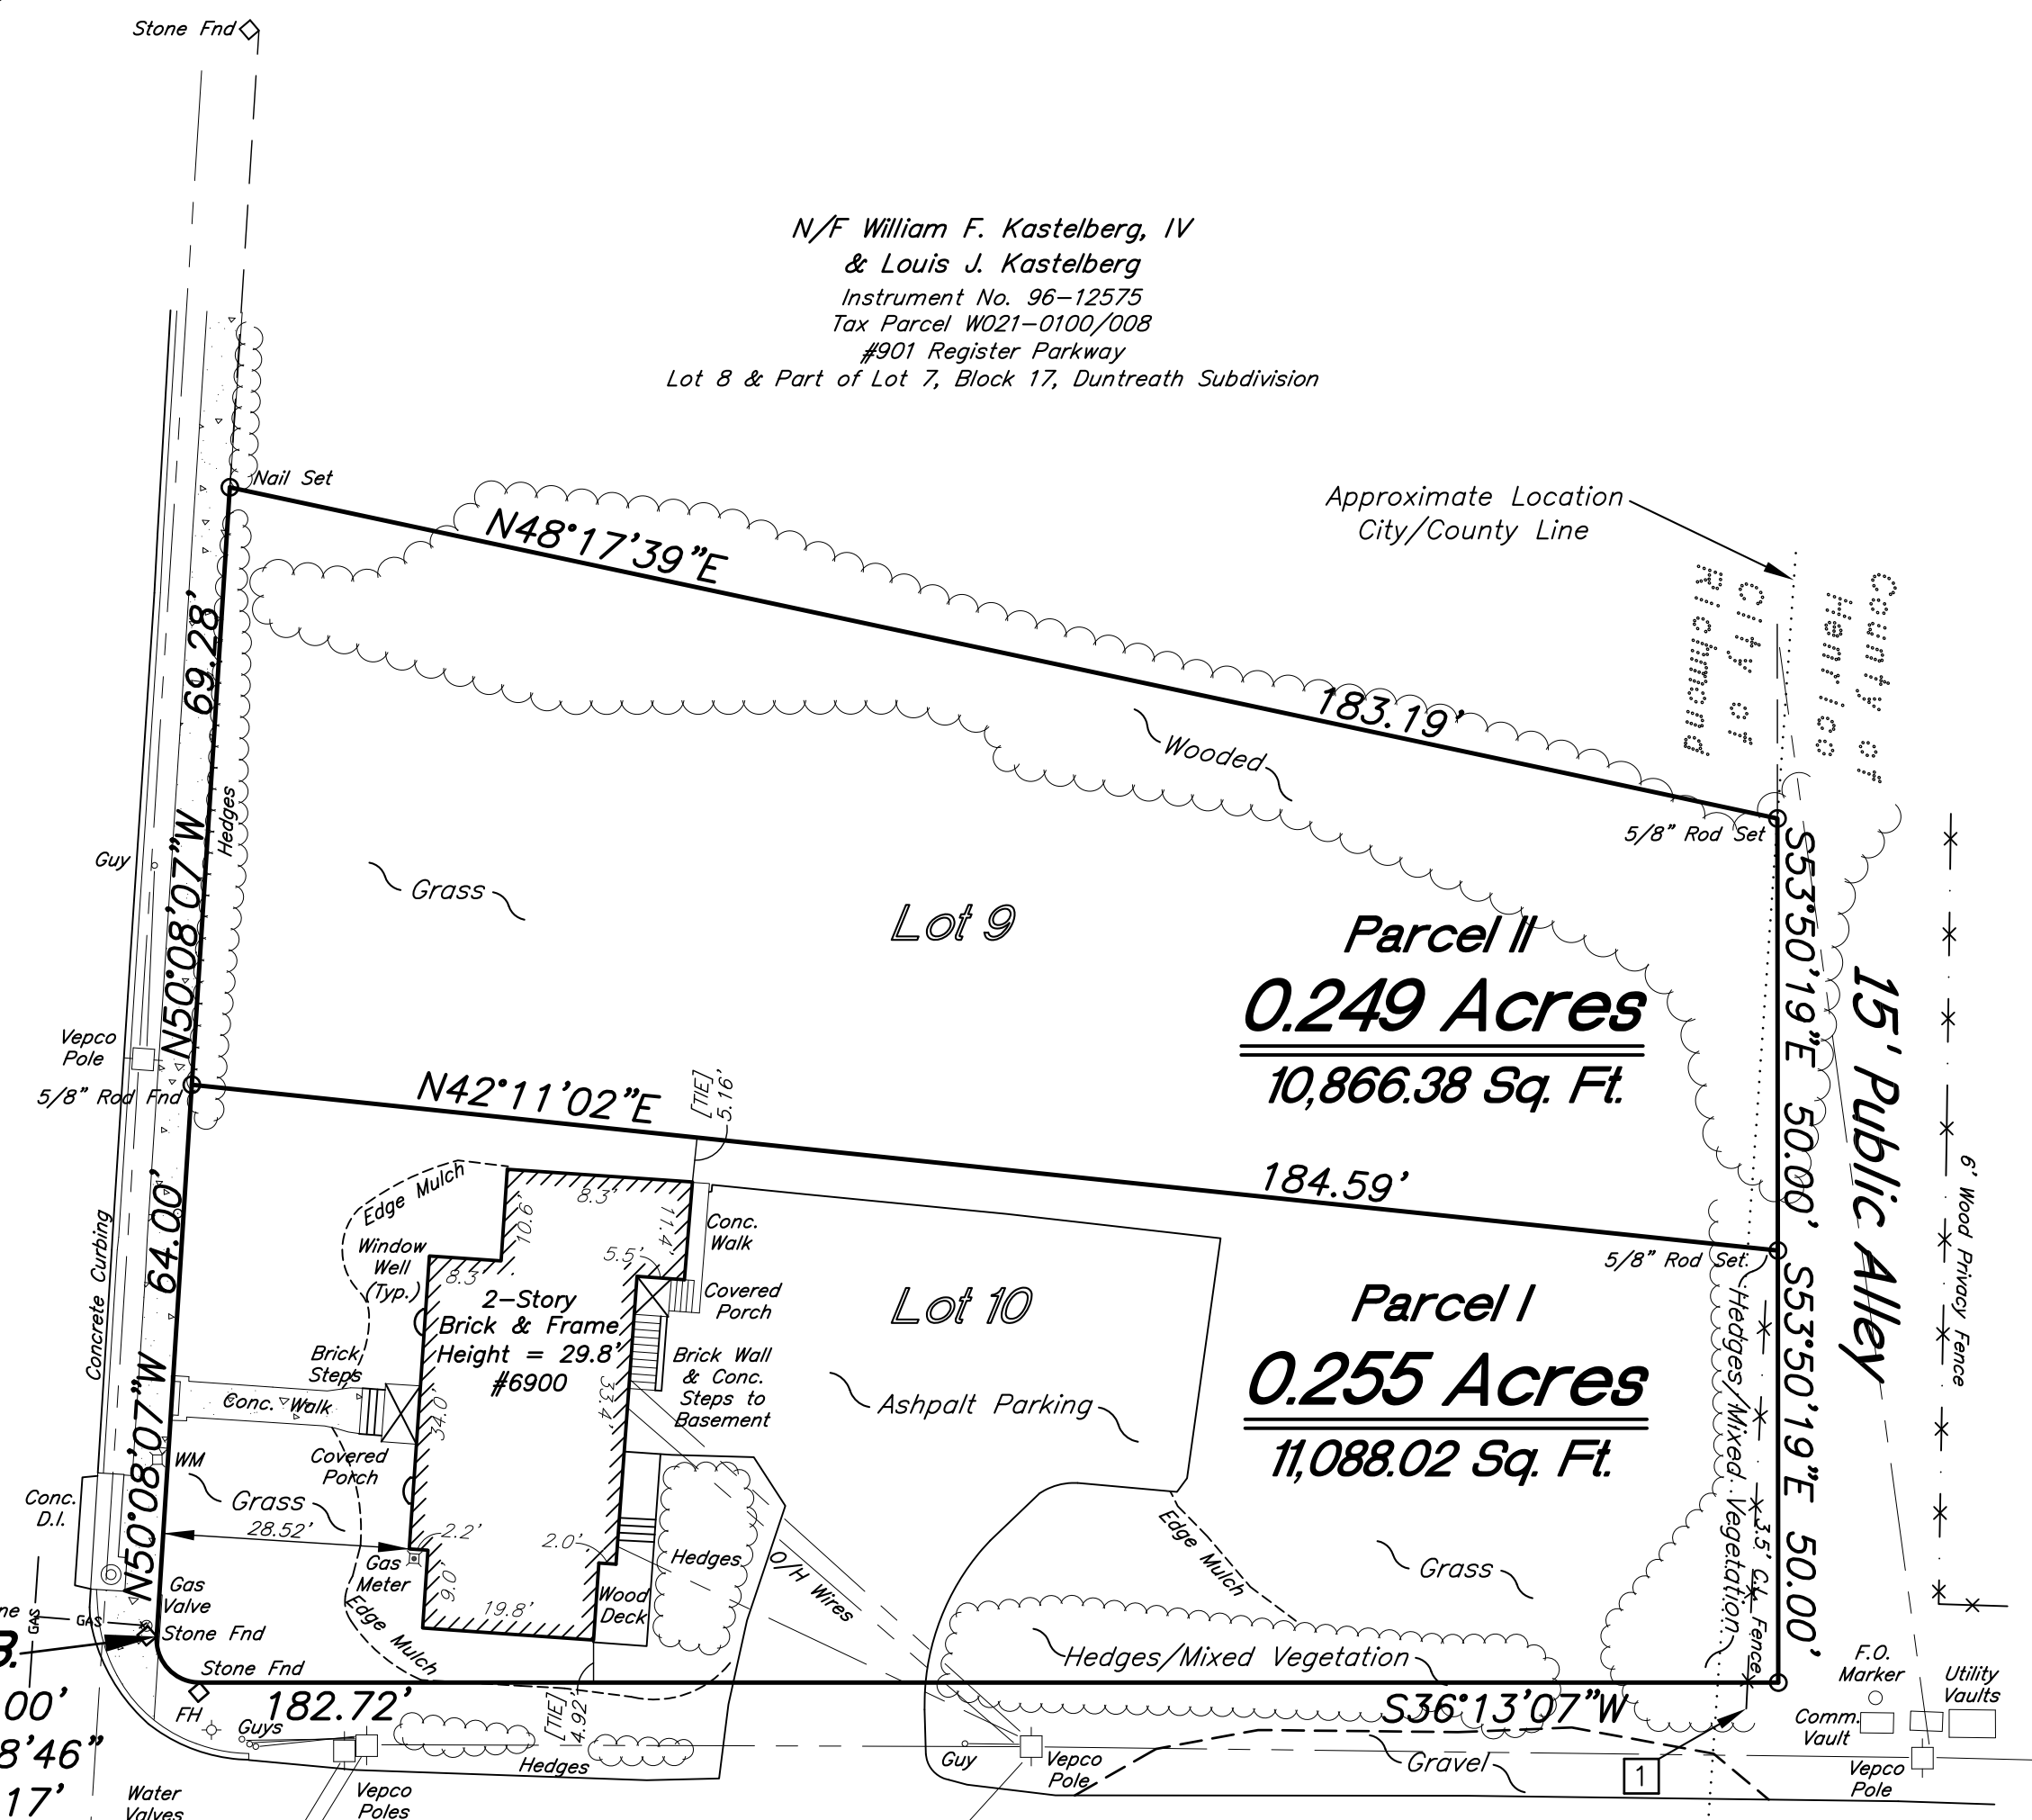 Stone Fnd
N/F William F. Kastelberg, IV
& Louis J. Kastelberg
Instrument No. 96-12575
Tax Parcel W021-0100/008
#901 Register Parkway
Lot 8 & Part of Lot 7, Block 17, Duntreath Subdivision
Nail Set
Approximate Location
City/County Line
City of
Richmond
County of
Henrico
N48°17'39"E
183.19'
69.28'
N50°08'07"W
Hedges
Wooded
5/8" Rod Set
Guy
Grass
Lot 9
Parcel II
0.249 Acres
10,866.38 Sq. Ft.
S53°50'19"E 50.00'
15' Public Alley
6' Wood Privacy Fence
Vepco
Pole
5/8" Rod Fnd
N42°11'02"E
[TIE]
5.16'
184.59'
5/8" Rod Set
Concrete Curbing
64.00'
N50°08'07"W
Edge Mulch
Window
Well
(Typ.)
8.3'
10.6'
11.4'
5.5'
8.3'
Conc.
Walk
Covered
Porch
2-Story
Brick & Frame
Height = 29.8'
#6900
Brick
Steps
Conc. Walk
Covered
Porch
34.0'
33.4'
Brick Wall
& Conc.
Steps to
Basement
Lot 10
Ashpalt Parking
Parcel I
0.255 Acres
11,088.02 Sq. Ft.
S53°50'19"E 50.00'
Hedges/Mixed Vegetation
3.5' C.L. Fence
WM
Grass
28.52'
Conc.
D.I.
Gas
Meter
2.2'
2.0'
9.0'
19.8'
Wood
Deck
Hedges
O/H Wires
Edge Mulch
Grass
Gas
Valve
GAS
GAS
Stone Fnd
Edge Mulch
Stone Fnd
B.
00'
8'46"
17'
FH
182.72'
Guys
[TIE]
4.92'
Hedges
Hedges/Mixed Vegetation
S36°13'07"W
Guy
Vepco
Pole
Gravel
1
F.O.
Marker
Utility
Vaults
Comm.
Vault
Vepco
Pole
Water
Valves
Vepco
Poles